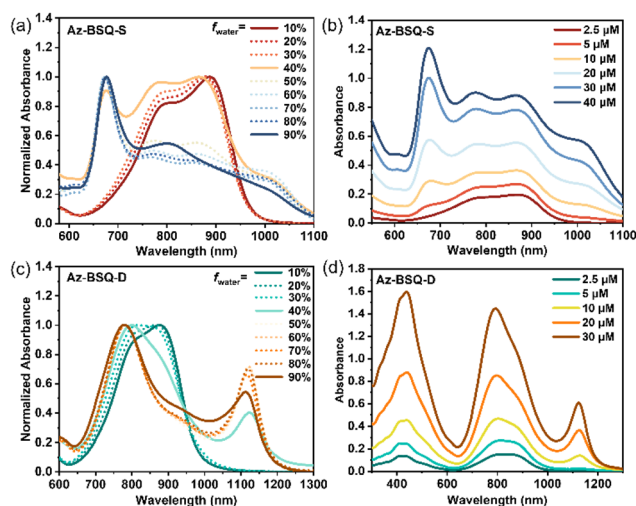 (a) Az-BSQ-S
f water= 10%
20%
30%
40%
50%
60%
70%
80%
90%
Normalized Absorbance
1.4
1.2
1.0
0.8
0.6
0.4
0.2
0.0
600 700 800 900 1000 1100
Wavelength (nm)
(b) Az-BSQ-S
2.5 μM
5 μM
10 μM
20 μM
30 μM
40 μM
Absorbance
1.4
1.2
1.0
0.8
0.6
0.4
0.2
0.0
600 700 800 900 1000 1100
Wavelength (nm)
(c) Az-BSQ-D
f water= 10%
20%
30%
40%
50%
60%
70%
80%
90%
Normalized Absorbance
1.4
1.2
1.0
0.8
0.6
0.4
0.2
0.0
600 700 800 900 1000 1100 1200 1300
Wavelength (nm)
(d) Az-BSQ-D
2.5 μM
5 μM
10 μM
20 μM
30 μM
Absorbance
1.8
1.6
1.4
1.2
1.0
0.8
0.6
0.4
0.2
0.0
400 600 800 1000 1200
Wavelength (nm)